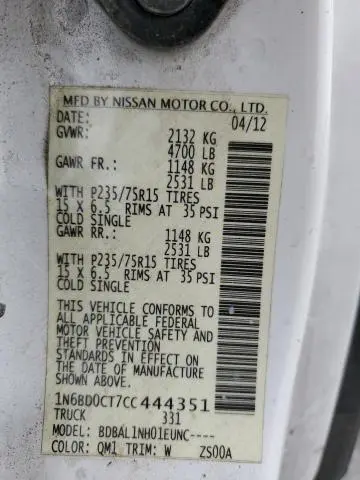 MFD BY NISSAN MOTOR CO., LTD.
DATE: 04/12
GVWR: 2132 KG
4700 LB
GAWR FR.: 1148 KG
2531 LB
WITH P235/75R15 TIRES
15 X 6.5 RIMS AT 35 PSI
COLD SINGLE
GAWR RR.: 1148 KG
2531 LB
WITH P235/75R15 TIRES
15 X 6.5 RIMS AT 35 PSI
COLD SINGLE
THIS VEHICLE CONFORMS TO
ALL APPLICABLE FEDERAL
MOTOR VEHICLE SAFETY AND
THEFT PREVENTION
STANDARDS IN EFFECT ON
THE DATE OF MANUFACTURE
1N6BD0CT7CC444351
TRUCK 331
MODEL: BDBAL1NH01EUNC----
COLOR: QM1 TRIM: W ZS00A